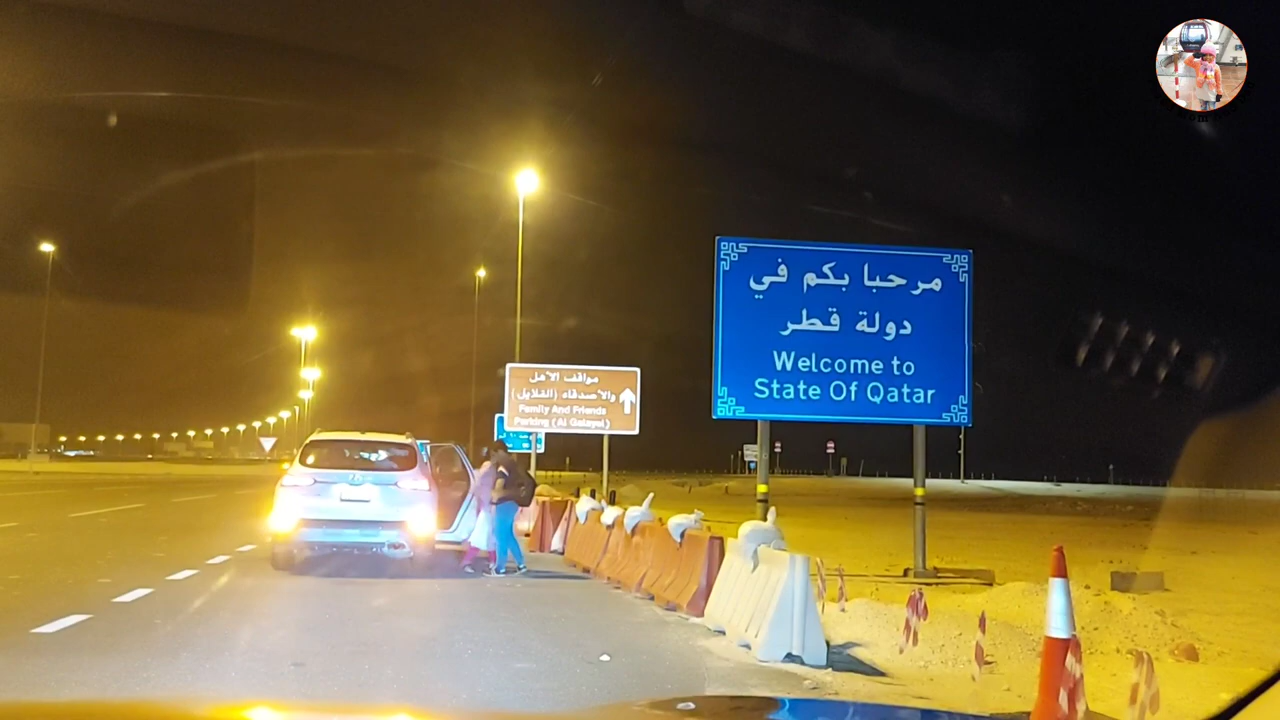 مرحبا بكم في
دولة قطر
Welcome to
State Of Qatar
مواقف الأهل
والأصدقاء (القلايل)
Family And Friends
Parking (Al Galayel)